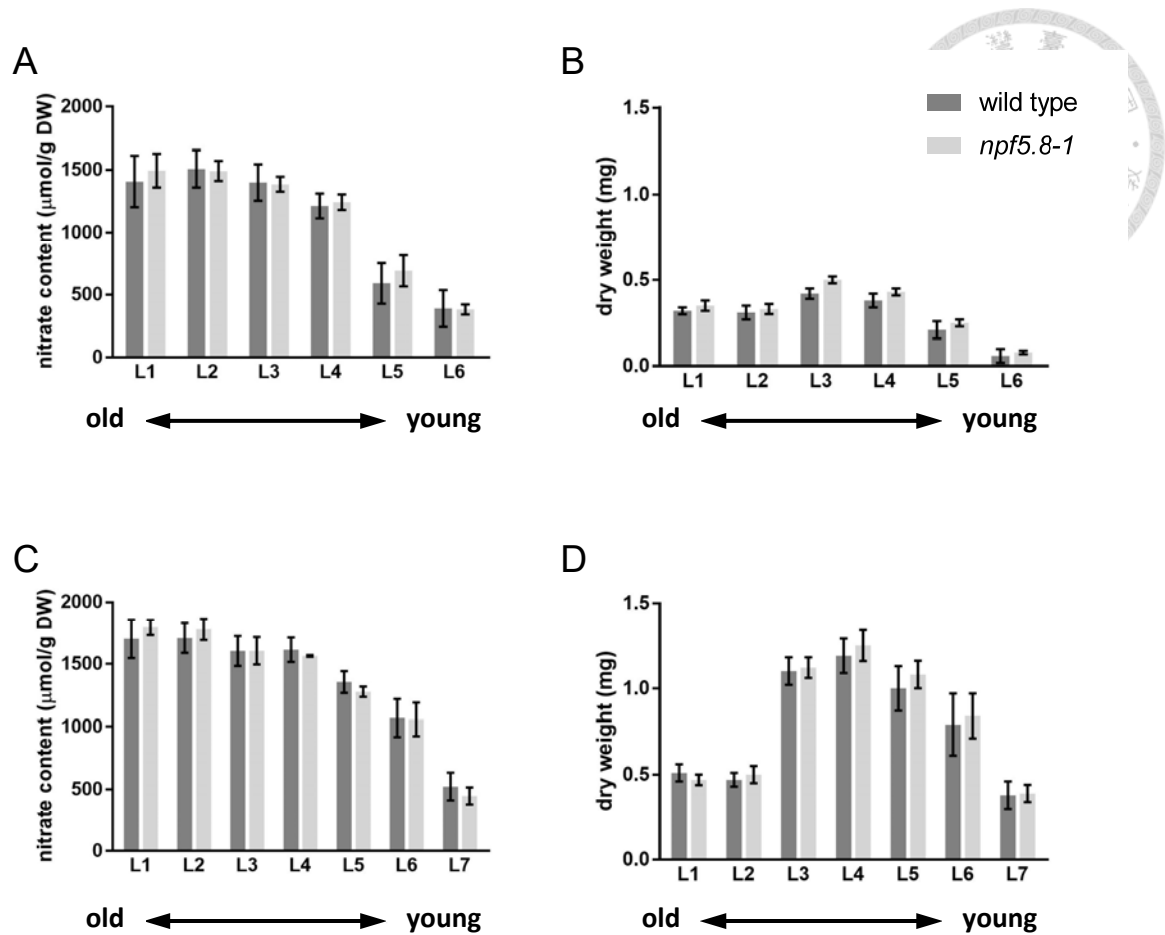 A
nitrate content (μmol/g DW)
2000
1500
1000
500
0
L1 L2 L3 L4 L5 L6
old young
B
wild type
npf5.8-1
dry weight (mg)
1.5
1.0
0.5
0.0
L1 L2 L3 L4 L5 L6
old young
C
nitrate content (μmol/g DW)
2000
1500
1000
500
0
L1 L2 L3 L4 L5 L6 L7
old young
D
dry weight (mg)
1.5
1.0
0.5
0.0
L1 L2 L3 L4 L5 L6 L7
old young